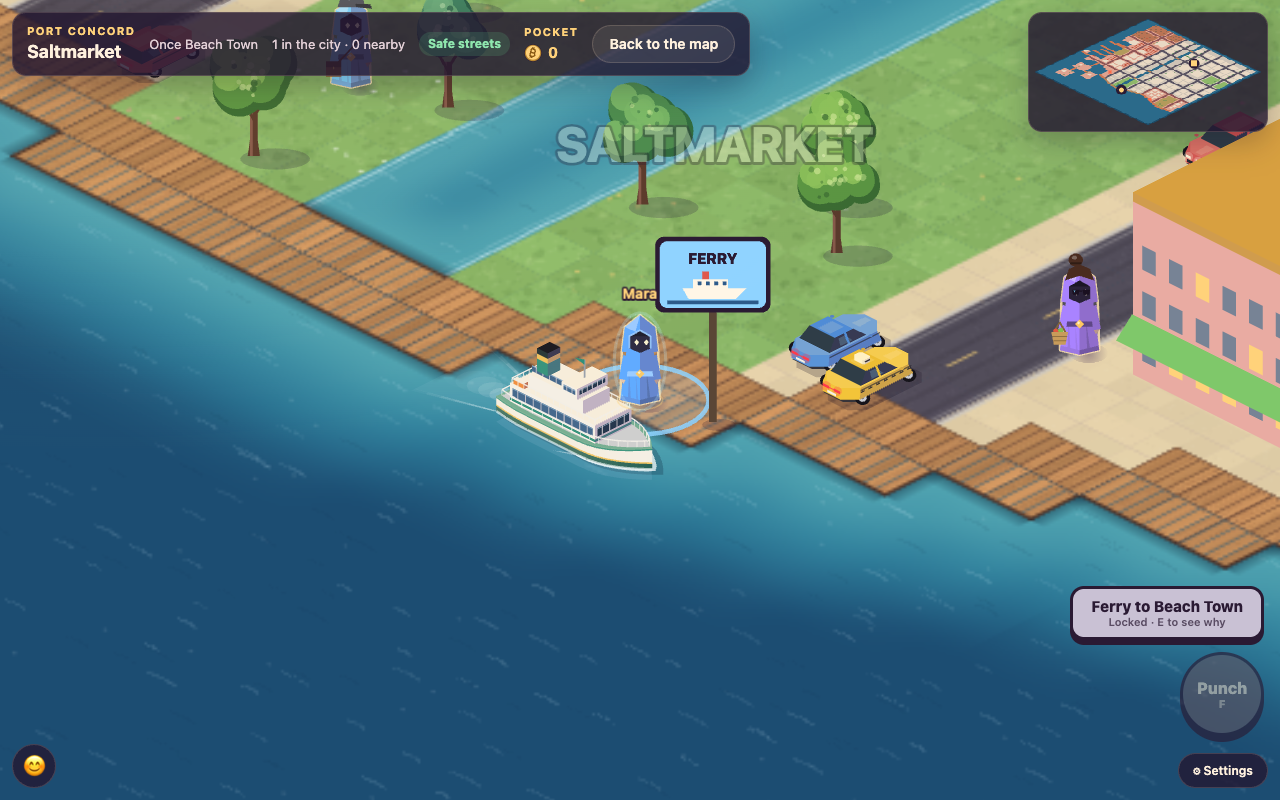 PORT CONCORD
Saltmarket
Once Beach Town
1 in the city · 0 nearby
Safe streets
POCKET
0
Back to the map
SALTMARKET
FERRY
Mara
Ferry to Beach Town
Locked · E to see why
Punch
F
Settings